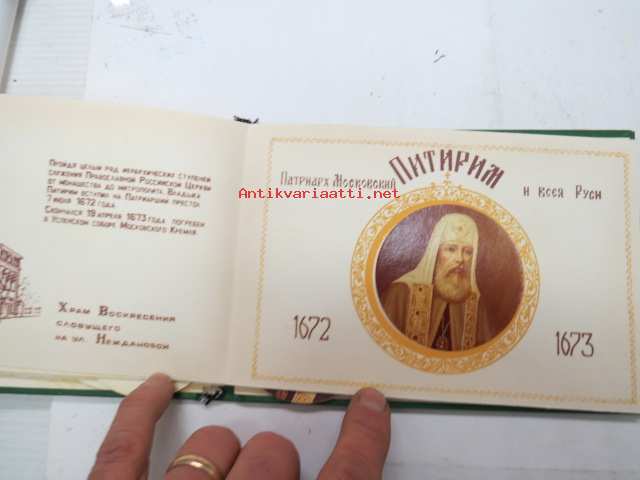 Пройдя целый ряд иерархических ступеней
служения Православной Российской Церкви
от монашества до митрополита, Владыка
Питирим вступил на Патриарший престол
7 июля 1672 года.
Скончался 19 апреля 1673 года, погребен
в Успенском соборе Московского Кремля.
Храм Воскресения
словущего
на ул. Неждановой
Патриарх Московский ПИТИРИМ и всея Руси
Antikvariaatti.net
1672
1673